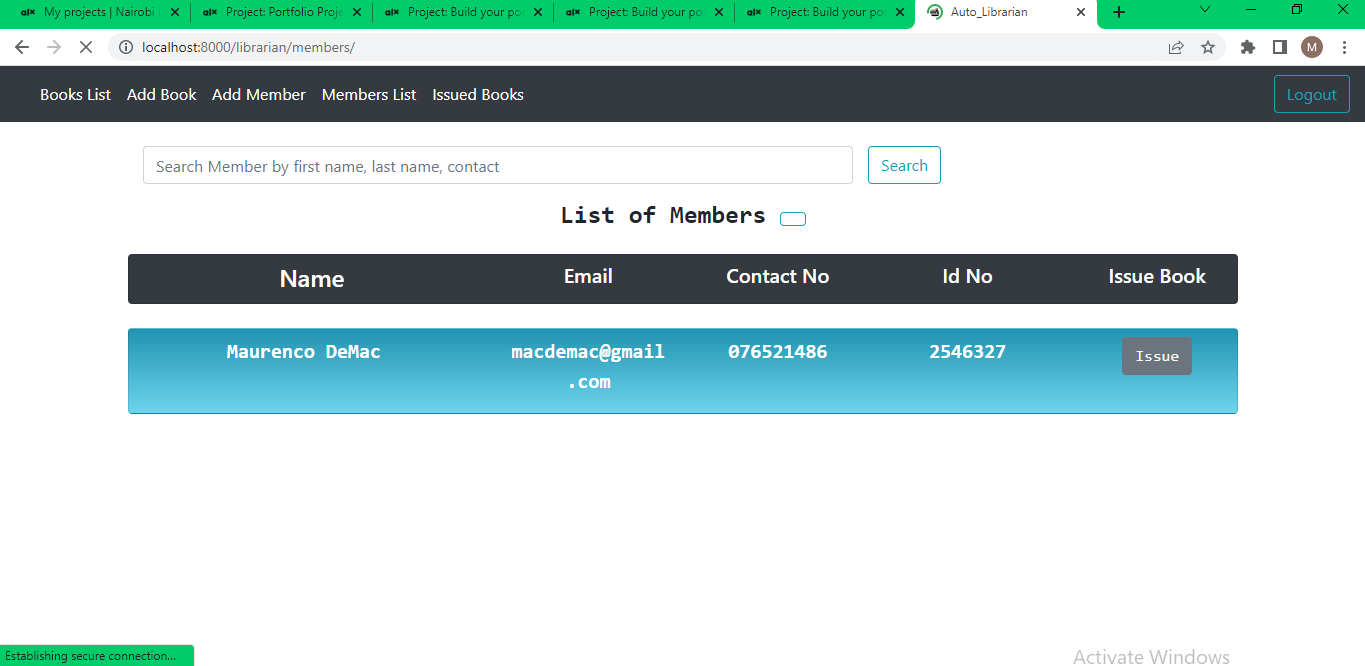 alx My projects | Nairobi
alx Project: Portfolio Proje
alx Project: Build your po
alx Project: Build your po
alx Project: Build your po
Auto_Librarian
localhost:8000/librarian/members/
M
Books List Add Book Add Member Members List Issued Books Logout
Search Member by first name, last name, contact Search
List of Members
Name Email Contact No Id No Issue Book
Maurenco DeMac macdemac@gmail 076521486 2546327 Issue
.com
Establishing secure connection...
Activate Windows